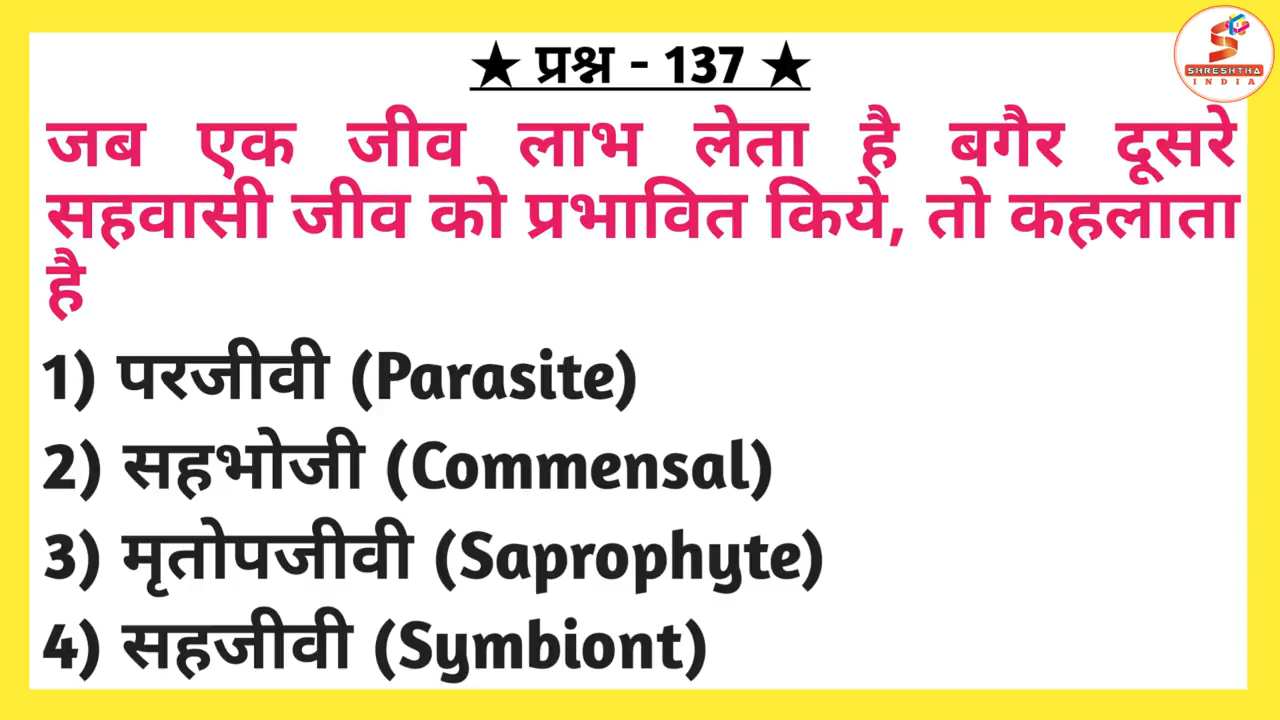 ★ प्रश्न - 137 ★
SHRESHTHA
INDIA
जब एक जीव लाभ लेता है बगैर दूसरे
सहवासी जीव को प्रभावित किये, तो कहलाता
है
1) परजीवी (Parasite)
2) सहभोजी (Commensal)
3) मृतोपजीवी (Saprophyte)
4) सहजीवी (Symbiont)